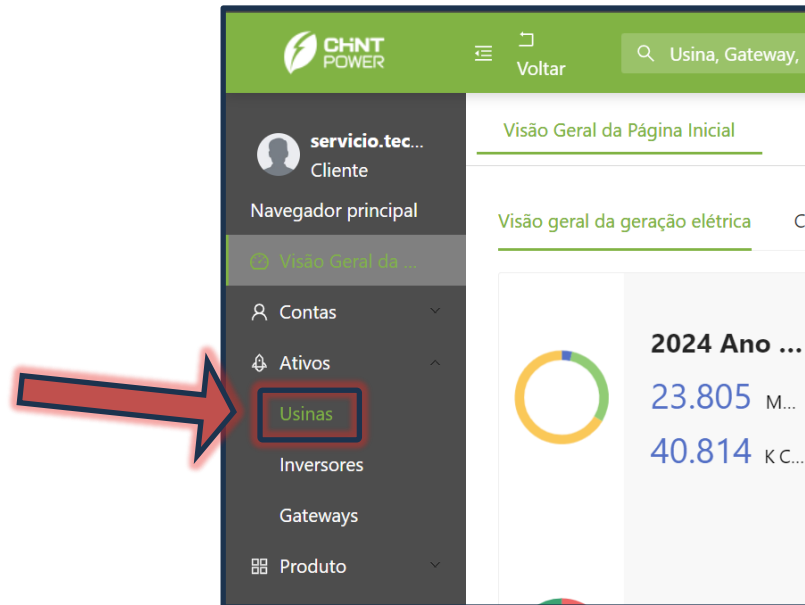 CHiNT
POWER
Voltar
Usina, Gateway,
servicio.tec...
Cliente
Navegador principal
Visão Geral da ...
Contas
Ativos
Usinas
Inversores
Gateways
Produto
Visão Geral da Página Inicial
Visão geral da geração elétrica
C
2024 Ano ...
23.805 M...
40.814 K C...